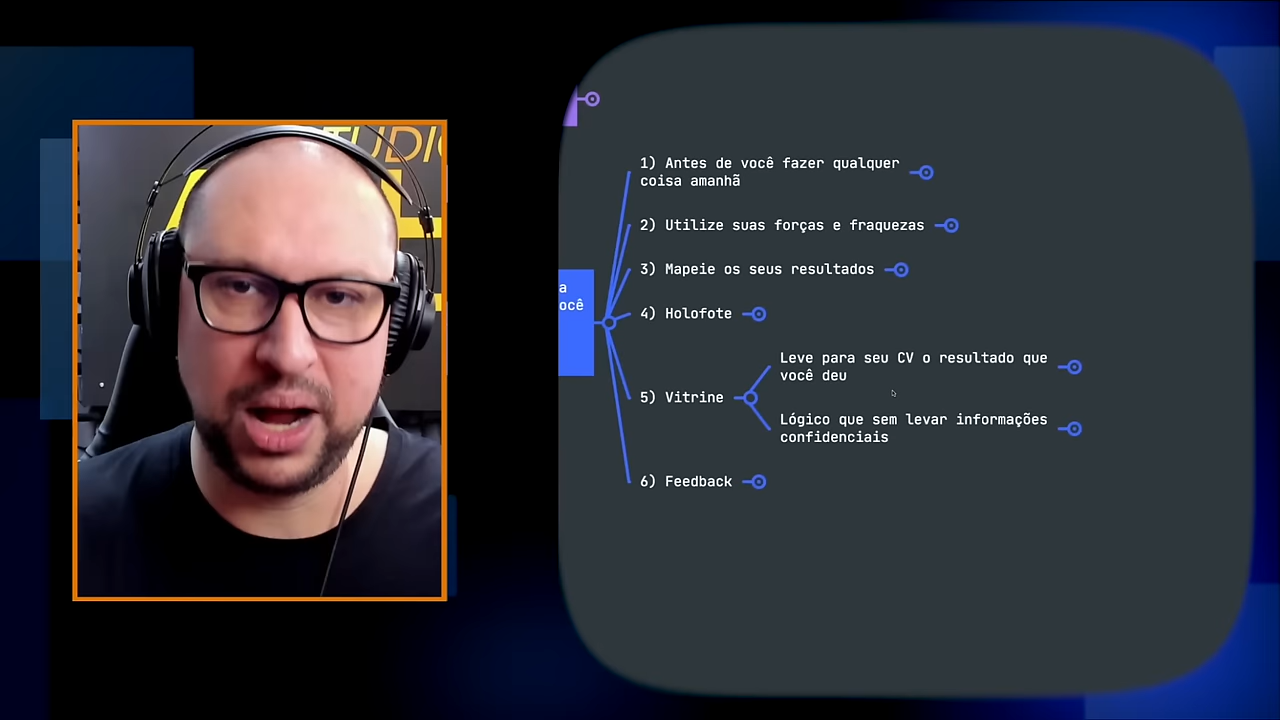 1) Antes de você fazer qualquer
coisa amanhã
2) Utilize suas forças e fraquezas
3) Mapeie os seus resultados
a
ocê
4) Holofote
Leve para seu CV o resultado que
você deu
5) Vitrine
Lógico que sem levar informações
confidenciais
6) Feedback